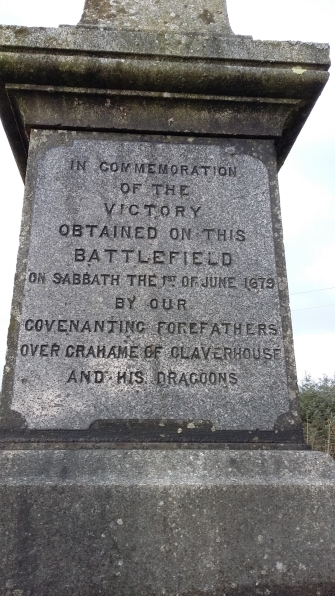 IN COMMEMORATION
OF THE
VICTORY
OBTAINED ON THIS
BATTLEFIELD
ON SABBATH THE 1ST OF JUNE 1679
BY OUR
COVENANTING FOREFATHERS
OVER GRAHAME OF CLAVERHOUSE
AND HIS DRAGOONS